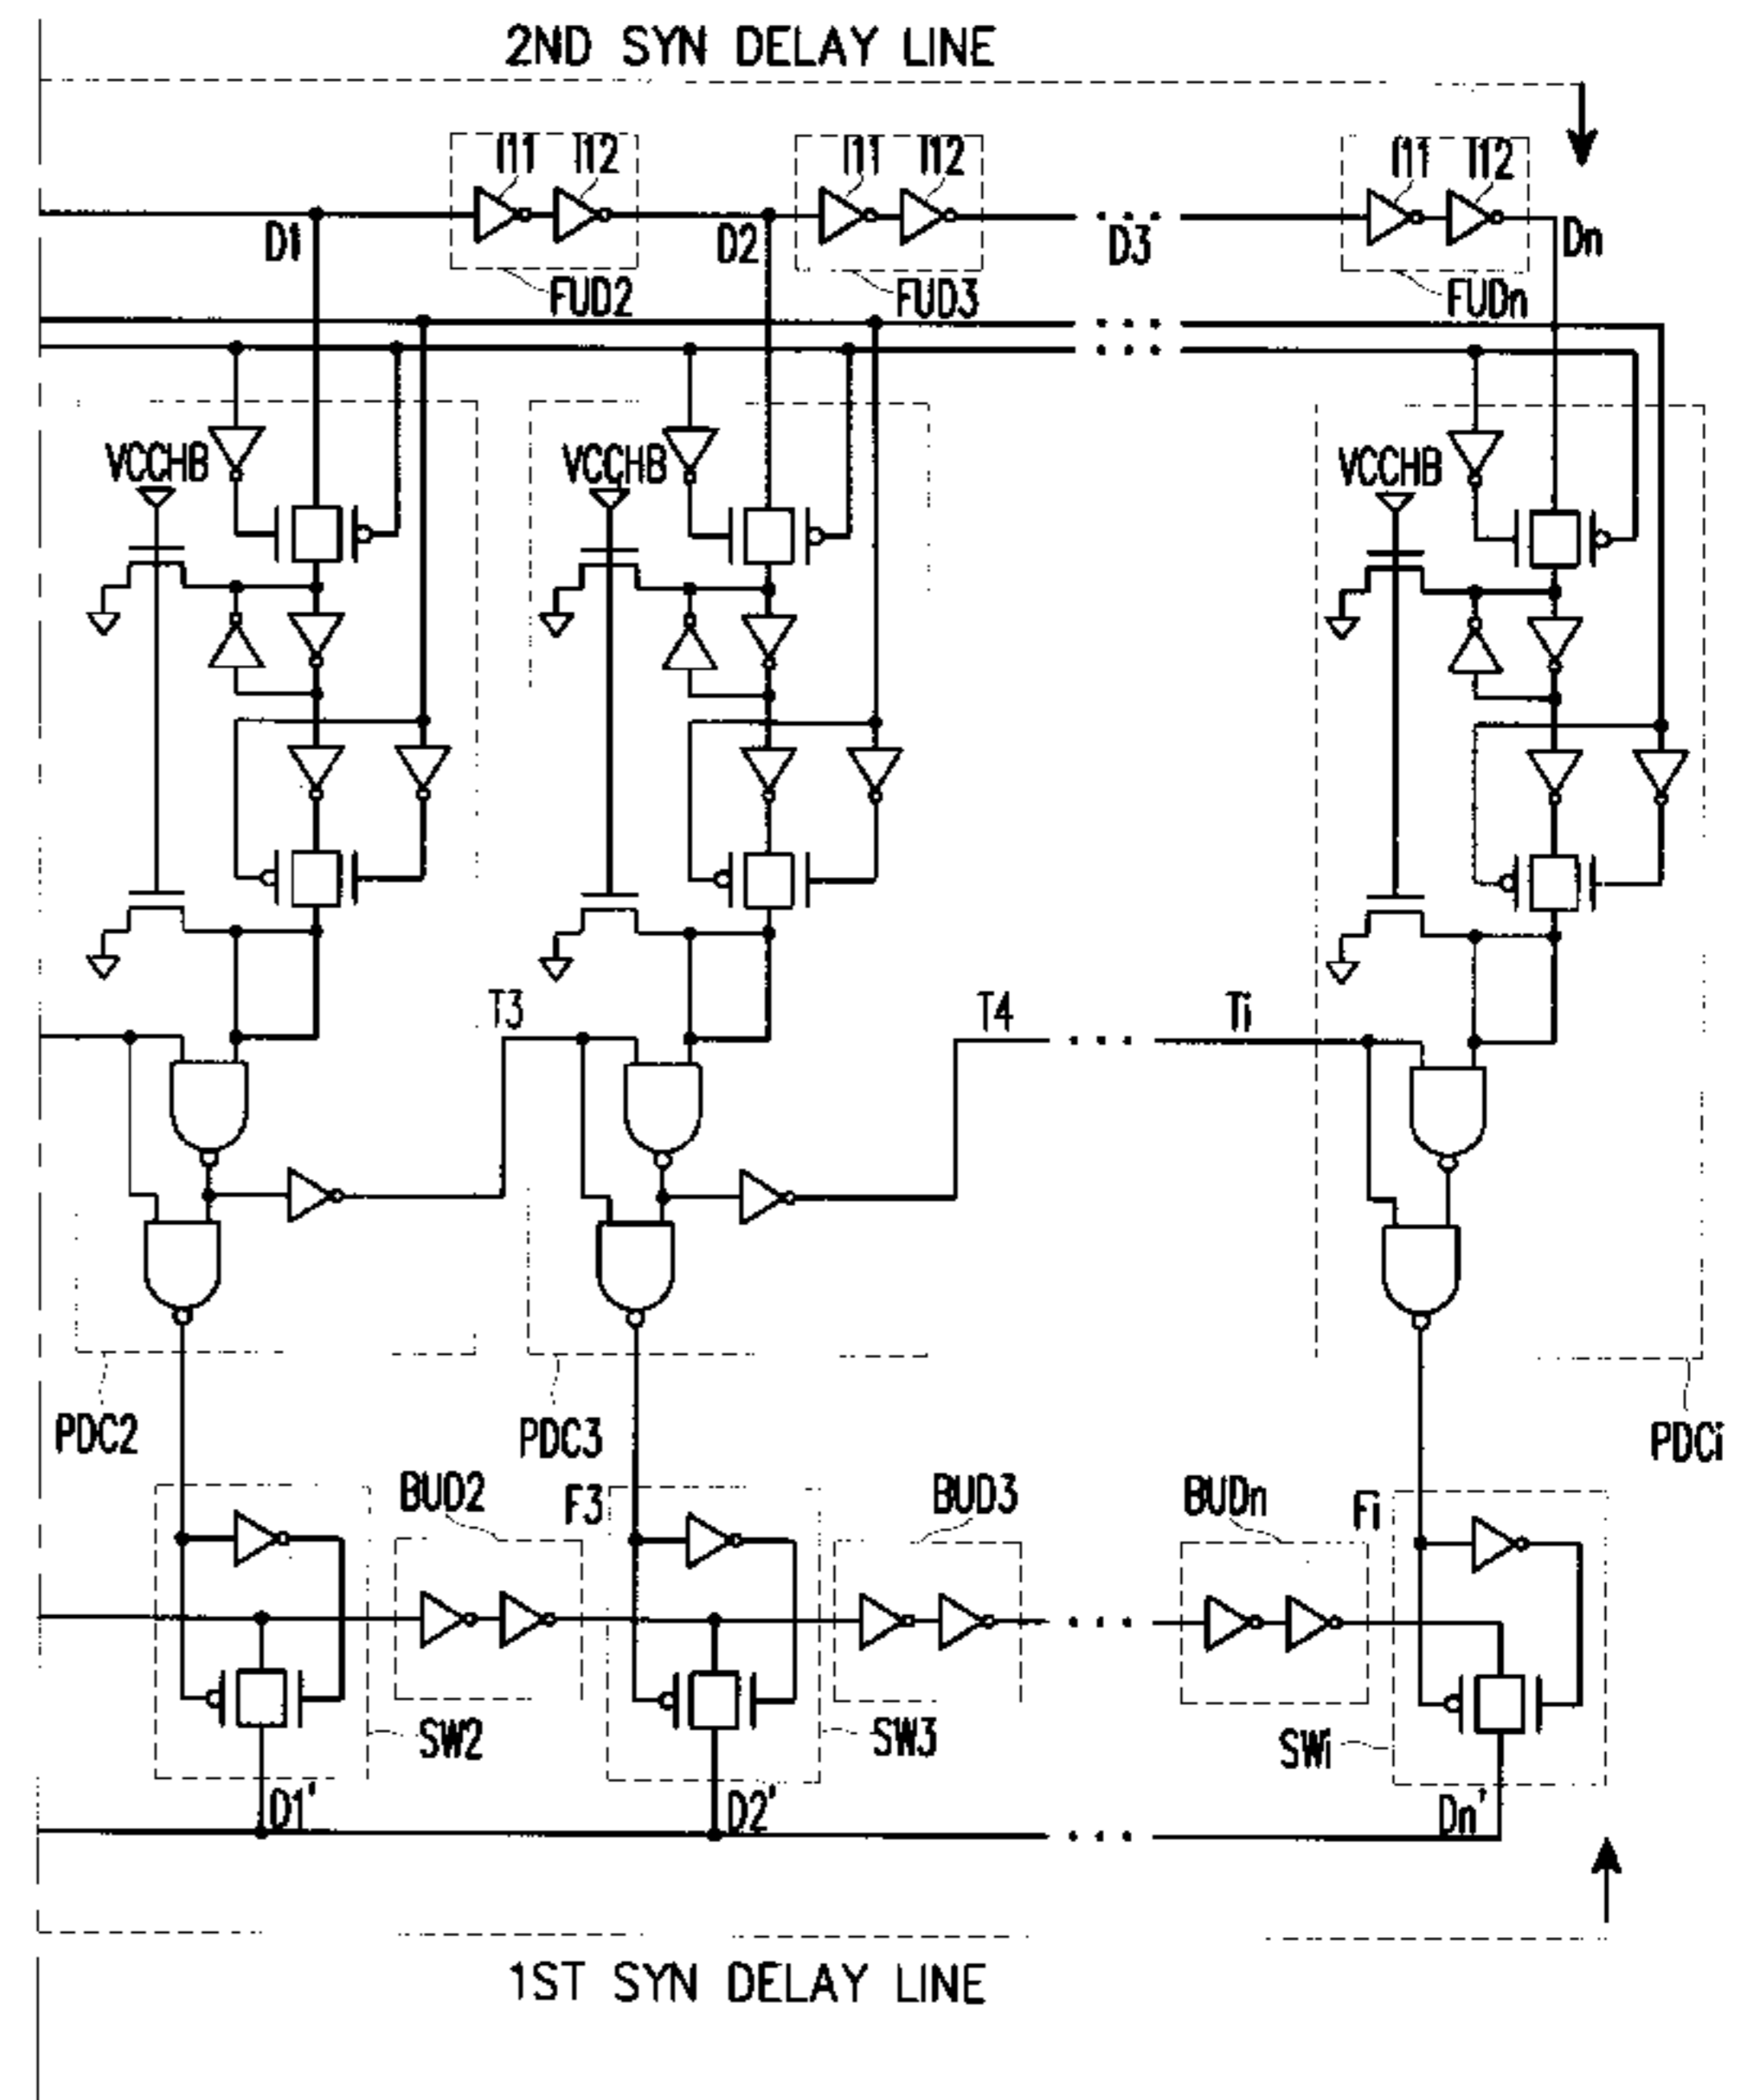 2ND SYN DELAY LINE
I11 I12 I11 I12 I11 I12
D1 D2 D3 Dn
FUD2 FUD3 FUDn
VCCHB VCCHB VCCHB
T3 T4 Ti
PDC2 PDC3 PDCi
BUD2 F3 BUD3 BUDn Fi
SW2 SW3 SWi
D1' D2' Dn'
1ST SYN DELAY LINE